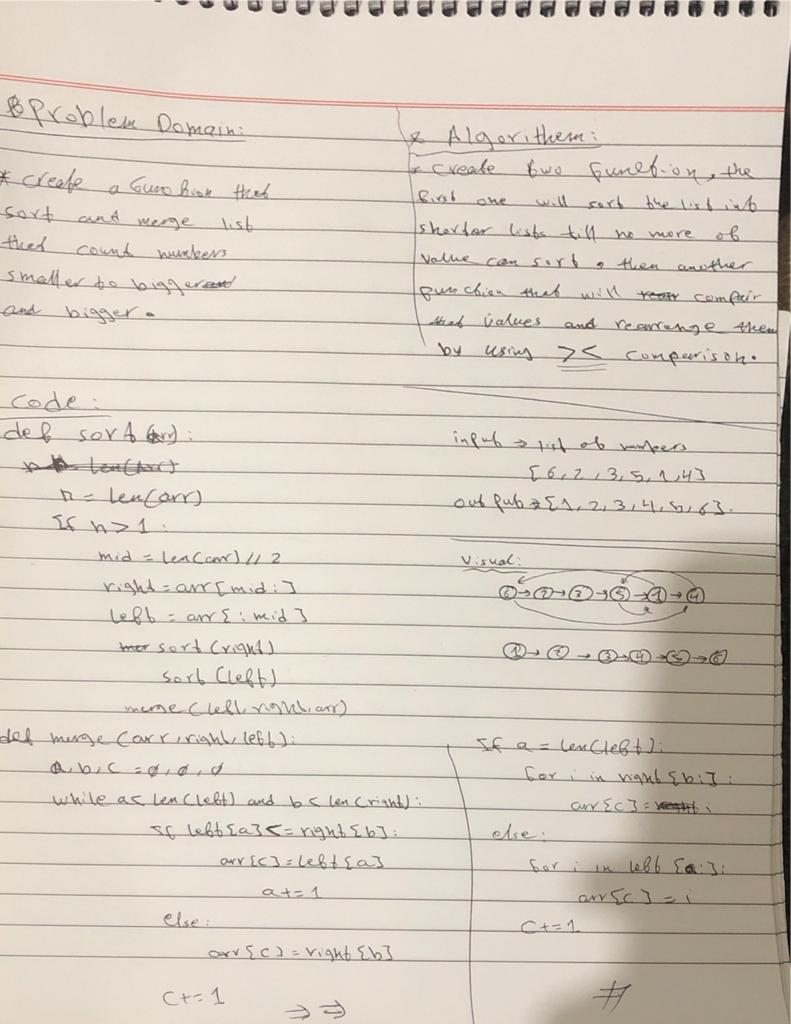 Problem Domain:
* create a function that
sort and merge list
that count numbers
smaller to bigger
and bigger.
* Algorithem:
* create two function, the
first one will sort the list into
shorter lists till no more of
value can sort, then another
function that will compair
that values and rearrange them
by using >< comparison.
code:
def sort (arr):
n = len(arr)
If n>1:
mid = len(arr) // 2
right = arr[mid:]
left = arr[:mid]
sort (right)
sort (left)
merge (left, right, arr)
input → list of numbers
{6, 2, 3, 5, 1, 4}
output → {1, 2, 3, 4, 5, 6}.
Visual:
6 → 2 → 3 → 5 → 1 → 4
1 → 2 → 3 → 4 → 5 → 6
def merge (arr, right, left):
a, b, c = 0, 0, 0
while a < len (left) and b < len (right):
If left[a] <= right[b]:
arr[c] = left[a]
a += 1
else:
arr[c] = right[b]
c += 1 ⇒ ⇒
If a = len(left):
for i in right[b:]:
arr[c] = i
else:
for i in left[a:]:
arr[c] = i
c += 1
#